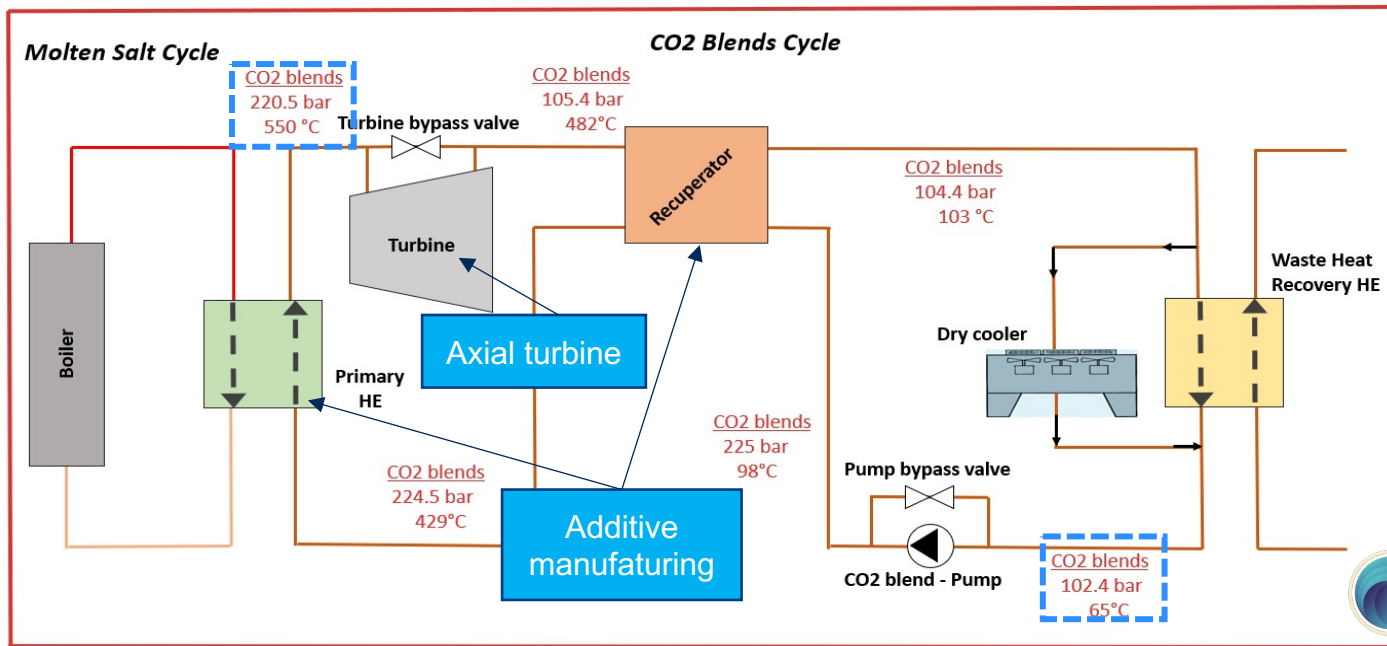 Molten Salt Cycle
CO2 Blends Cycle
CO2 blends
220.5 bar
550 °C
Turbine bypass valve
CO2 blends
105.4 bar
482°C
Recuperator
CO2 blends
104.4 bar
103 °C
Turbine
Boiler
Primary
HE
Axial turbine
Waste Heat
Recovery HE
Dry cooler
CO2 blends
225 bar
98°C
Pump bypass valve
CO2 blends
224.5 bar
429°C
Additive
manufaturing
CO2 blend - Pump
CO2 blends
102.4 bar
65°C